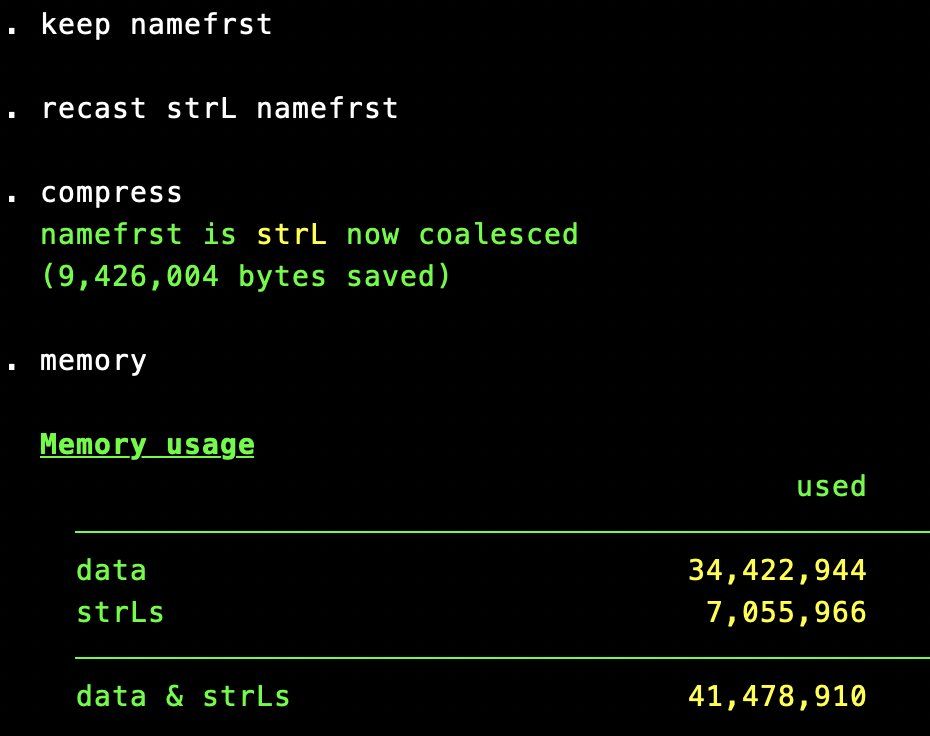 . keep namefrst
. recast strL namefrst
. compress
namefrst is strL now coalesced
(9,426,004 bytes saved)
. memory
Memory usage
used
data 34,422,944
strLs 7,055,966
data & strLs 41,478,910